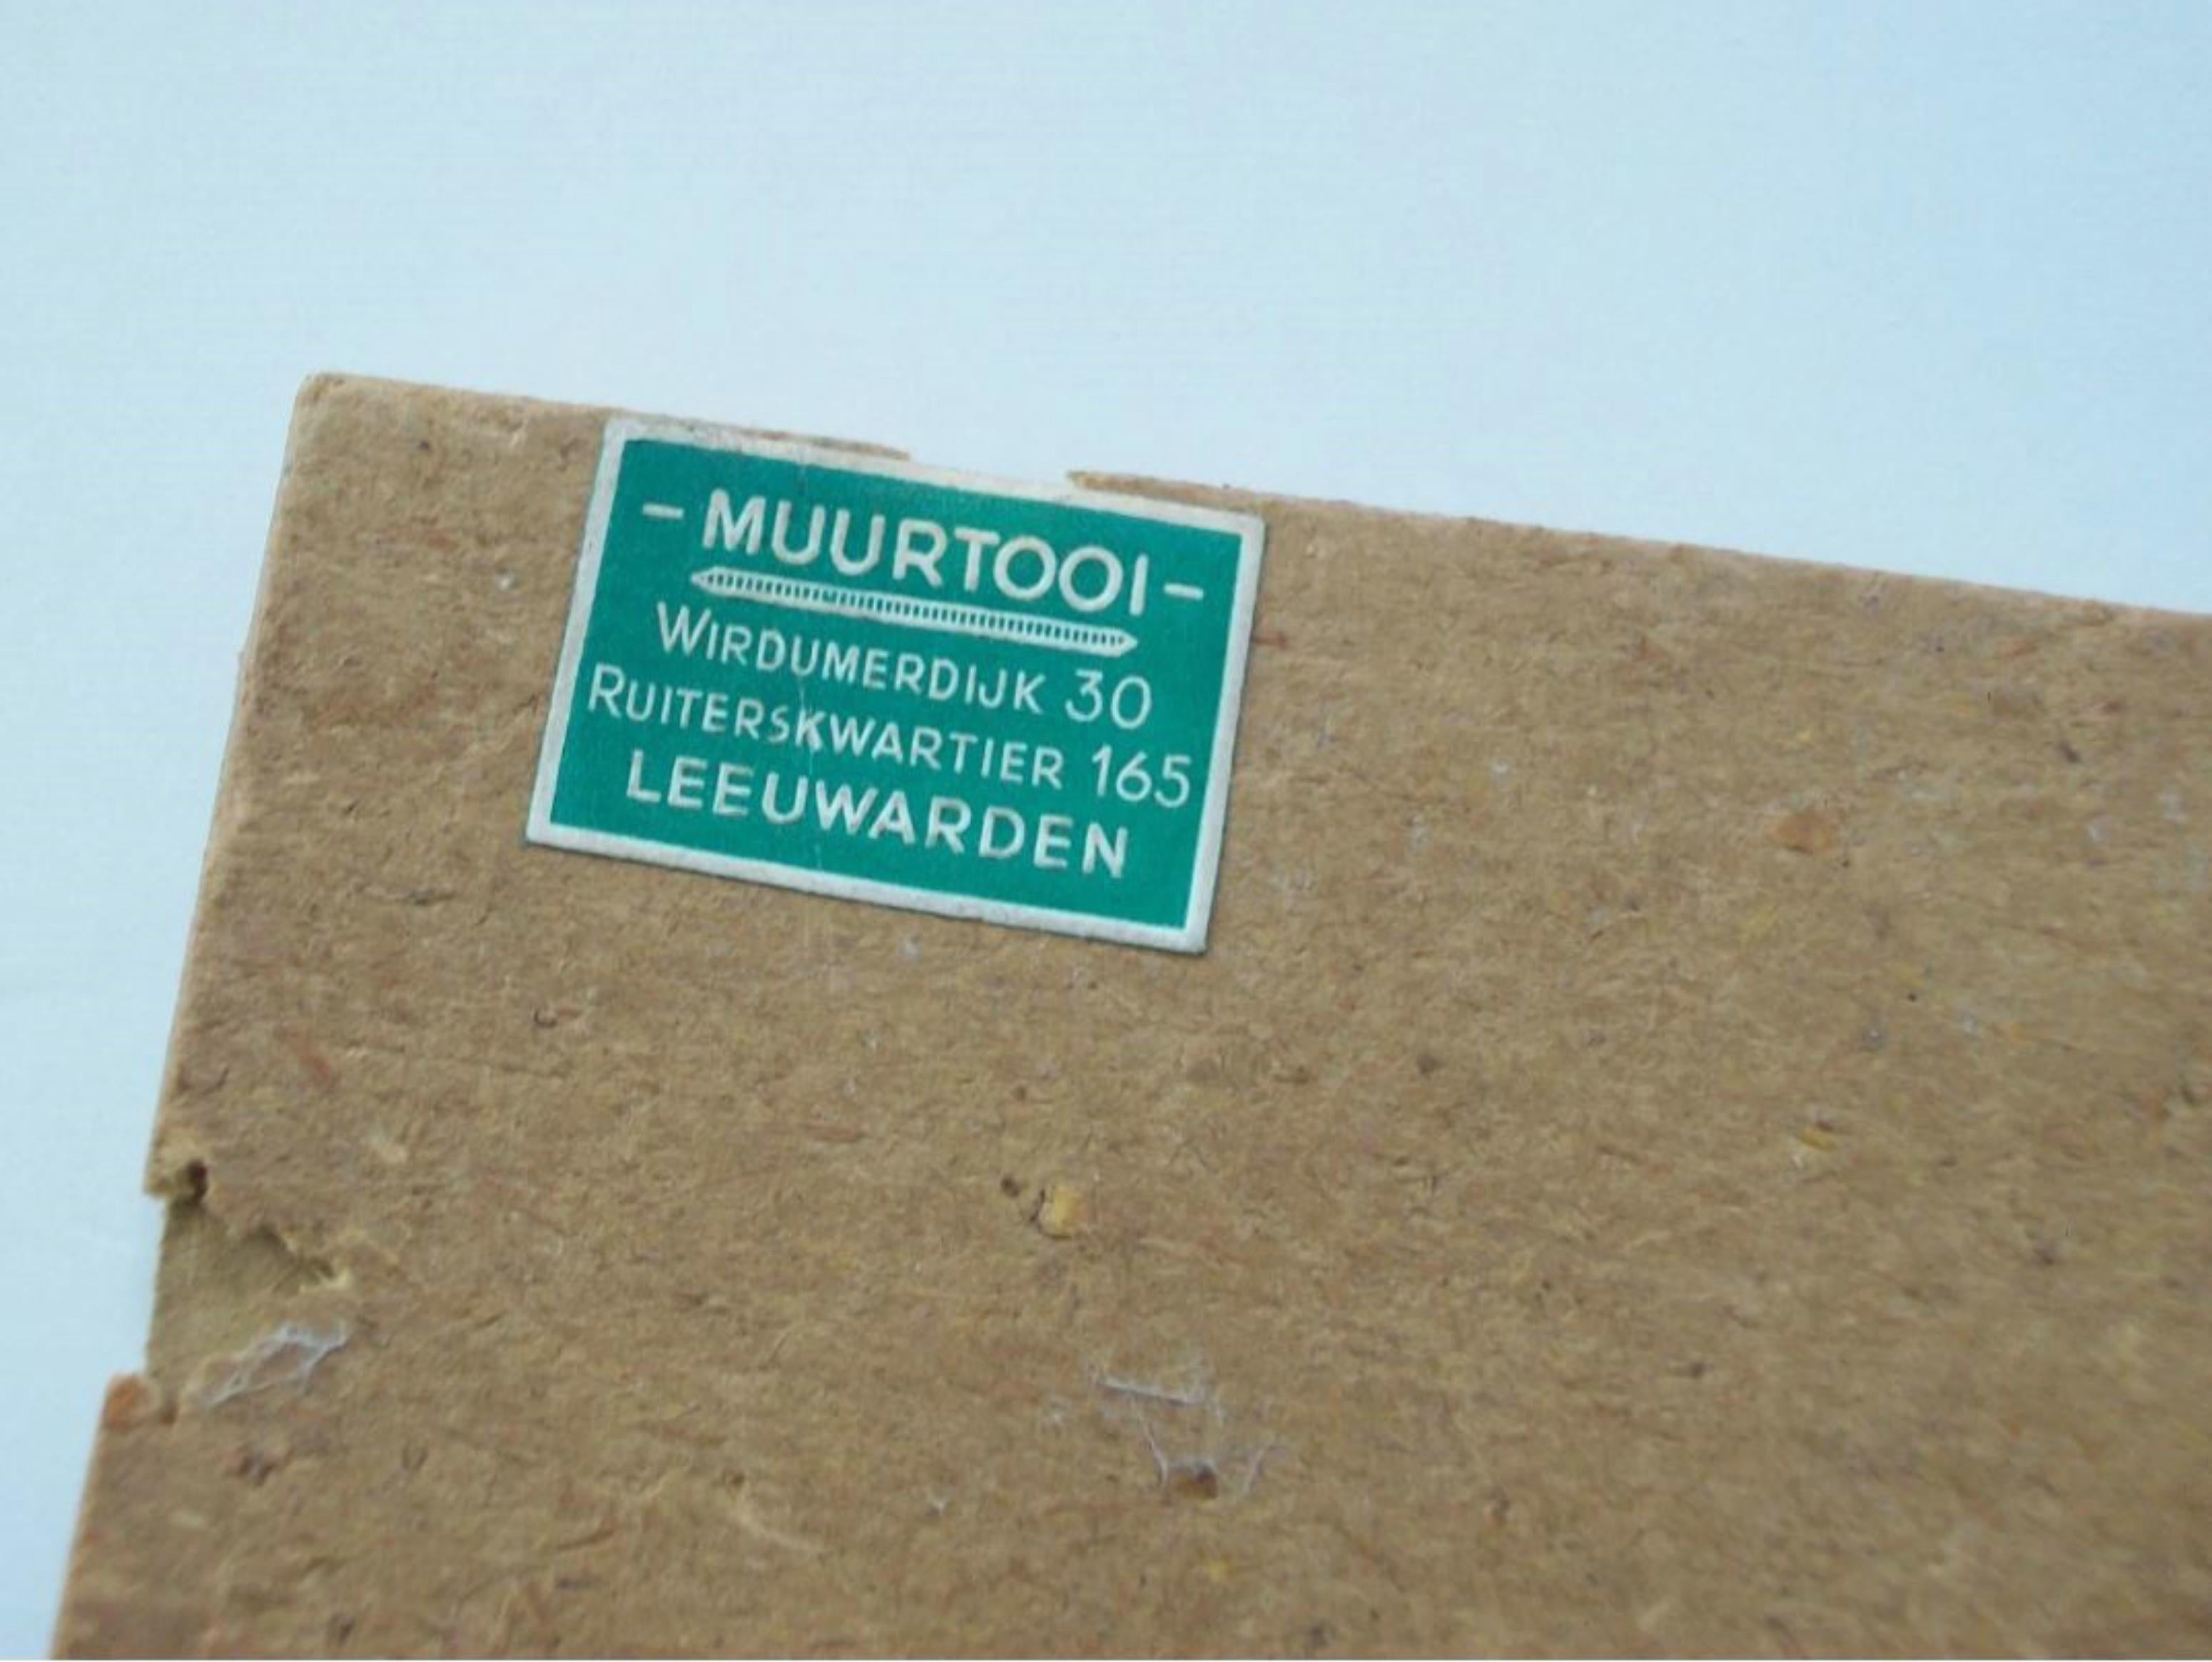 - MUURTOOI -
WIRDUMERDIJK 30
RUITERSKWARTIER 165
LEEUWARDEN